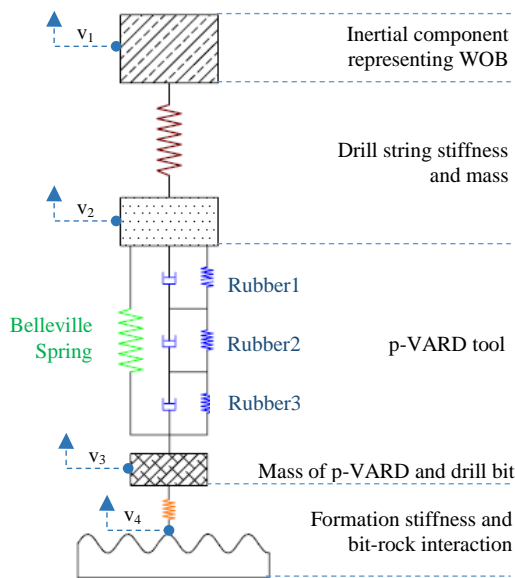 v1
Inertial component
representing WOB
Drill string stiffness
and mass
v2
Rubber1
Belleville
Spring
Rubber2
p-VARD tool
Rubber3
v3
Mass of p-VARD and drill bit
v4
Formation stiffness and
bit-rock interaction